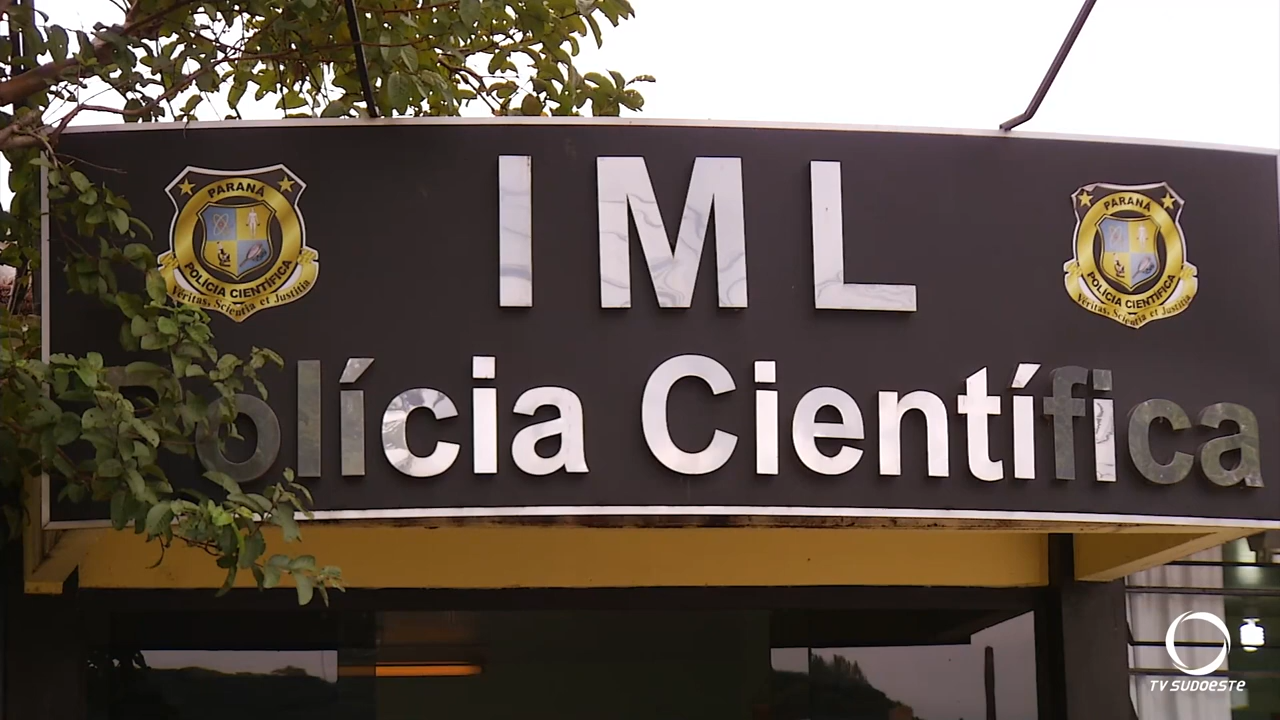 IML
PARANÁ
POLÍCIA CIENTÍFICA
Veritas, Scientia et Justitia
PARANÁ
POLÍCIA CIENTÍFICA
Veritas, Scientia et Justitia
Polícia Científica
TV SUDOESTE